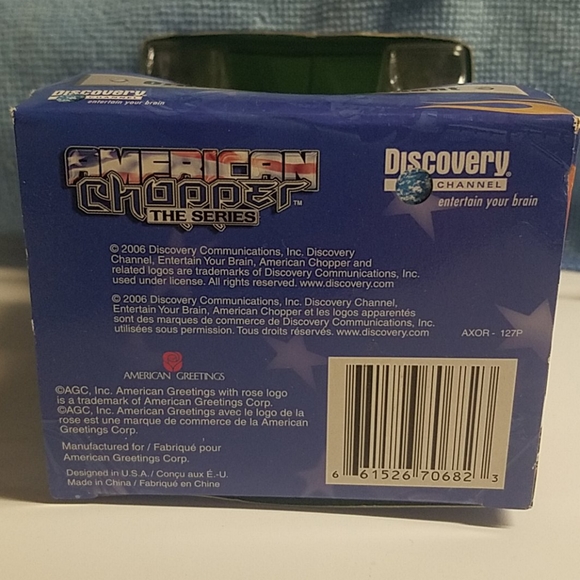 Discovery
CHANNEL
entertain your brain
AMERICAN
Chopper™
THE SERIES
Discovery
CHANNEL®
entertain your brain
© 2006 Discovery Communications, Inc. Discovery
Channel, Entertain Your Brain, American Chopper and
related logos are trademarks of Discovery Communications, Inc.
used under license. All rights reserved. www.discovery.com
© 2006 Discovery Communications, Inc. Discovery Channel,
Entertain Your Brain, American Chopper et les logos apparentés
sont des marques de commerce de Discovery Communications, Inc.
utilisées sous permission. Tous droits réservés. www.discovery.com
AXOR - 127P
AMERICAN GREETINGS
©AGC, Inc. American Greetings with rose logo
is a trademark of American Greetings Corp.
©AGC, Inc. American Greetings avec le logo de la
rose est une marque de commerce de la American
Greetings Corp.
Manufactured for / Fabriqué pour
American Greetings Corp.
Designed in U.S.A./ Conçu aux É.-U.
Made in China / Fabriqué en Chine
6 61526 70682 3